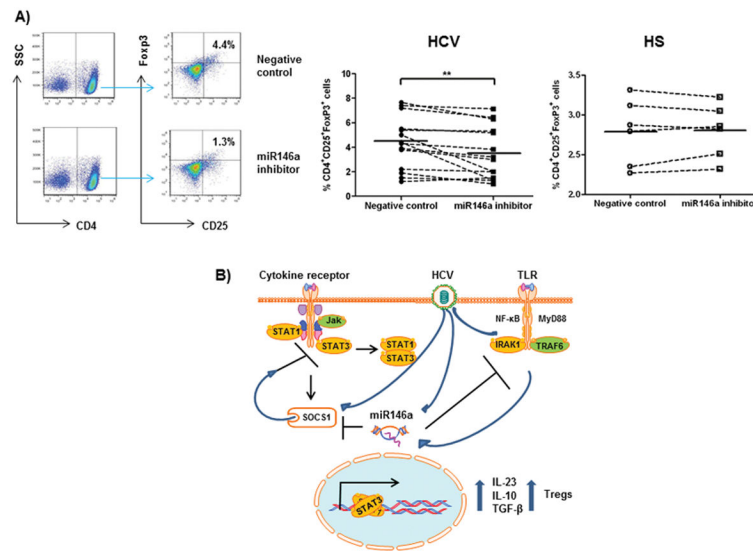 A)
SSC
CD4
Foxp3
CD25
4.4%
1.3%
Negative control
miR146a inhibitor
HCV
% CD4+CD25+FoxP3+ cells
10
8
6
4
2
0
**
Negative control
miR146a inhibitor
HS
% CD4+CD25+FoxP3+ cells
3.5
3.0
2.5
2.0
Negative control
miR146a inhibitor
B)
Cytokine receptor
HCV
TLR
Jak
STAT1
STAT3
STAT1
STAT3
NF-κB
MyD88
IRAK1
TRAF6
SOCS1
miR146a
STAT3
IL-23
IL-10
TGF-β
Tregs